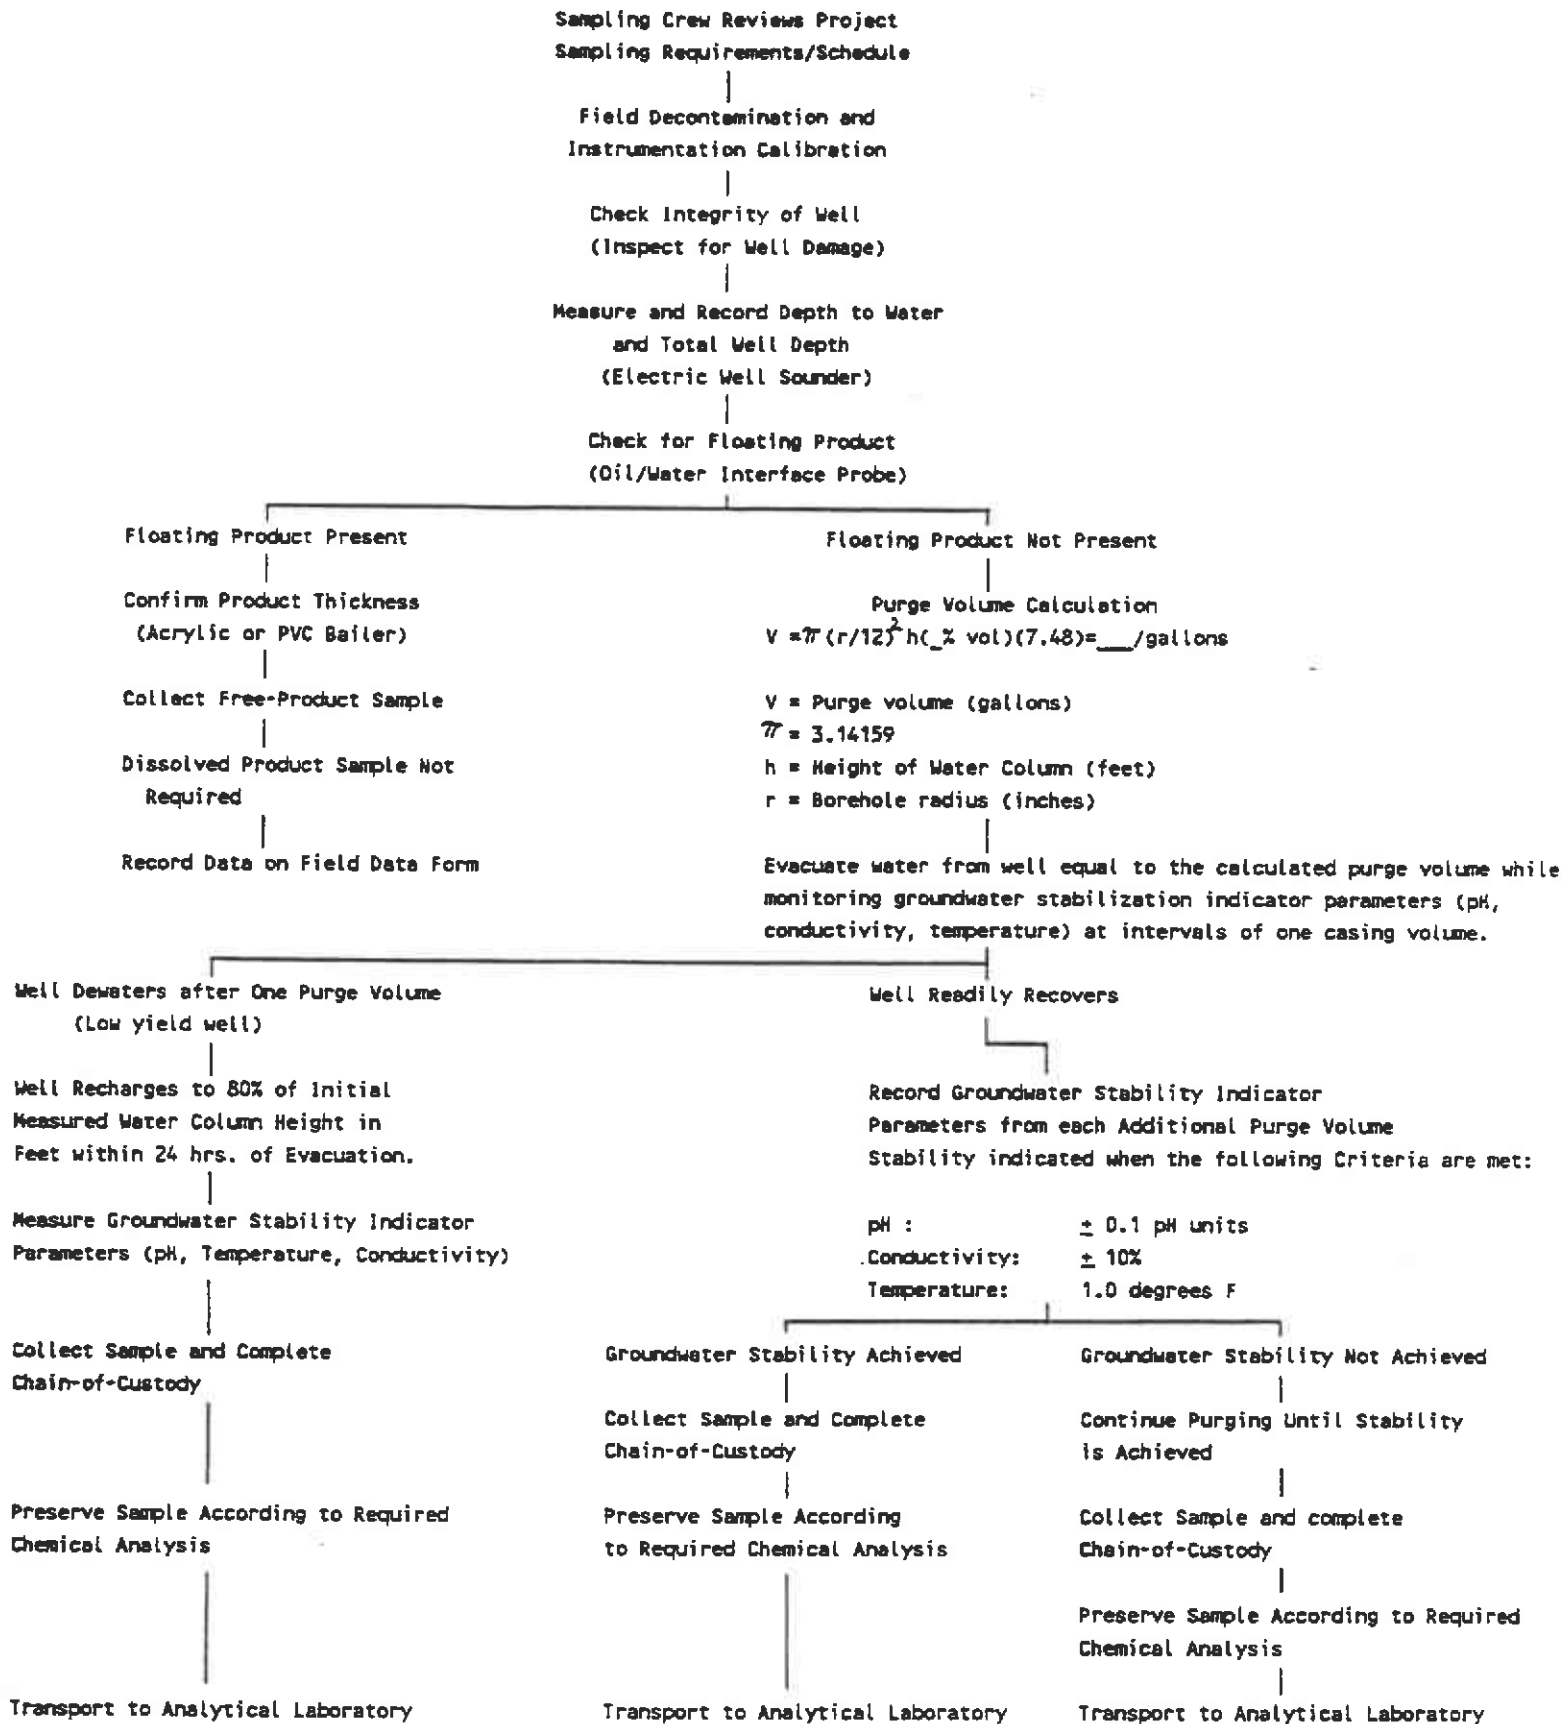 Sampling Crew Reviews Project
Sampling Requirements/Schedule
Field Decontamination and
Instrumentation Calibration
Check Integrity of Well
(Inspect for Well Damage)
Measure and Record Depth to Water
and Total Well Depth
(Electric Well Sounder)
Check for Floating Product
(Oil/Water Interface Probe)
Floating Product Present
Confirm Product Thickness
(Acrylic or PVC Bailer)
Collect Free-Product Sample
Dissolved Product Sample Not
Required
Record Data on Field Data Form
Floating Product Not Present
Purge Volume Calculation
V =π(r/12)² h(_% vol)(7.48)=___/gallons
V = Purge volume (gallons)
π = 3.14159
h = Height of Water Column (feet)
r = Borehole radius (inches)
Evacuate water from well equal to the calculated purge volume while
monitoring groundwater stabilization indicator parameters (pH,
conductivity, temperature) at intervals of one casing volume.
Well Dewaters after One Purge Volume
(Low yield well)
Well Recharges to 80% of Initial
Measured Water Column Height in
Feet within 24 hrs. of Evacuation.
Measure Groundwater Stability Indicator
Parameters (pH, Temperature, Conductivity)
Collect Sample and Complete
Chain-of-Custody
Preserve Sample According to Required
Chemical Analysis
Transport to Analytical Laboratory
Well Readily Recovers
Record Groundwater Stability Indicator
Parameters from each Additional Purge Volume
Stability indicated when the following Criteria are met:
pH : ± 0.1 pH units
Conductivity: ± 10%
Temperature: 1.0 degrees F
Groundwater Stability Achieved
Collect Sample and Complete
Chain-of-Custody
Preserve Sample According
to Required Chemical Analysis
Transport to Analytical Laboratory
Groundwater Stability Not Achieved
Continue Purging Until Stability
is Achieved
Collect Sample and complete
Chain-of-Custody
Preserve Sample According to Required
Chemical Analysis
Transport to Analytical Laboratory